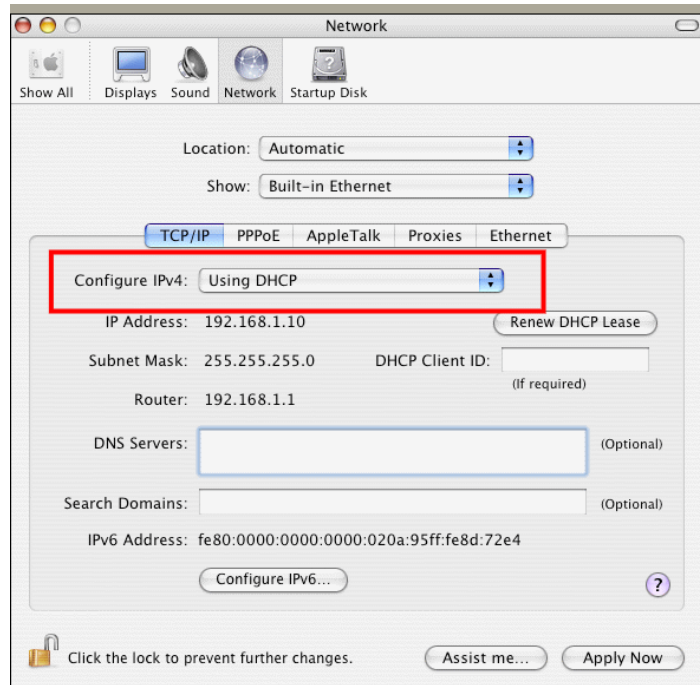 Network
Show All Displays Sound Network Startup Disk
Location: Automatic
Show: Built-in Ethernet
TCP/IP PPPoE AppleTalk Proxies Ethernet
Configure IPv4: Using DHCP
IP Address: 192.168.1.10 Renew DHCP Lease
Subnet Mask: 255.255.255.0 DHCP Client ID:
(If required)
Router: 192.168.1.1
DNS Servers: (Optional)
Search Domains: (Optional)
IPv6 Address: fe80:0000:0000:0000:020a:95ff:fe8d:72e4
Configure IPv6... ?
Click the lock to prevent further changes. Assist me... Apply Now